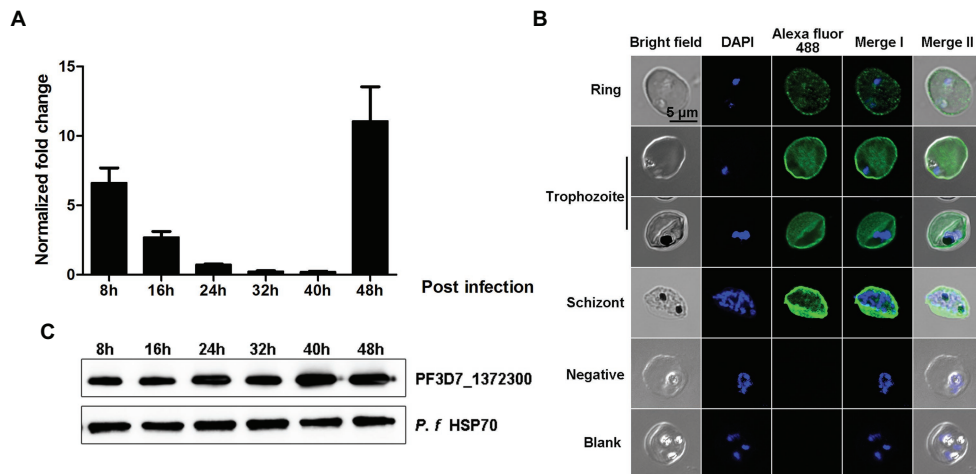 A
Normalized fold change
15
10
5
0
8h 16h 24h 32h 40h 48h
Post infection
B
Bright field DAPI Alexa fluor 488 Merge I Merge II
Ring
5 μm
Trophozoite
Schizont
Negative
Blank
C
8h 16h 24h 32h 40h 48h
PF3D7_1372300
P. f HSP70